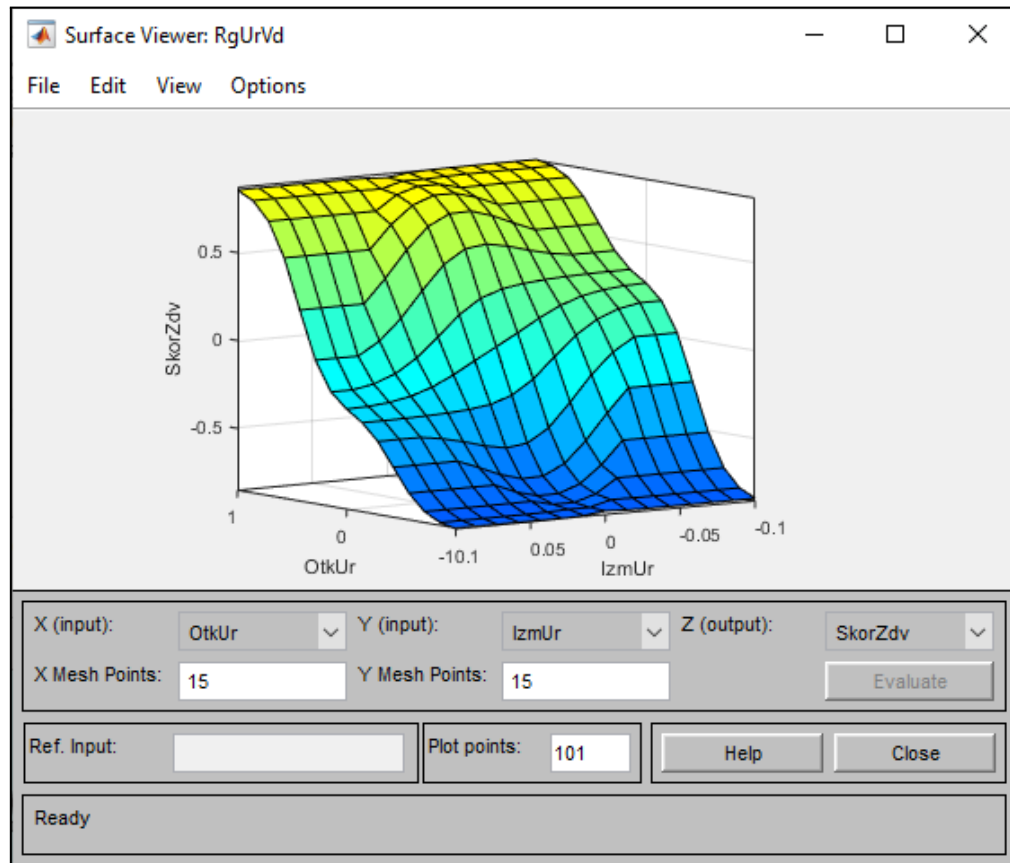 Surface Viewer: RgUrVd
File Edit View Options
0.5
0
-0.5
SkorZdv
1
0
-10.1
0.05
0
-0.05
-0.1
OtkUr
IzmUr
X (input): OtkUr Y (input): IzmUr Z (output): SkorZdv
X Mesh Points: 15 Y Mesh Points: 15 Evaluate
Ref. Input: Plot points: 101 Help Close
Ready